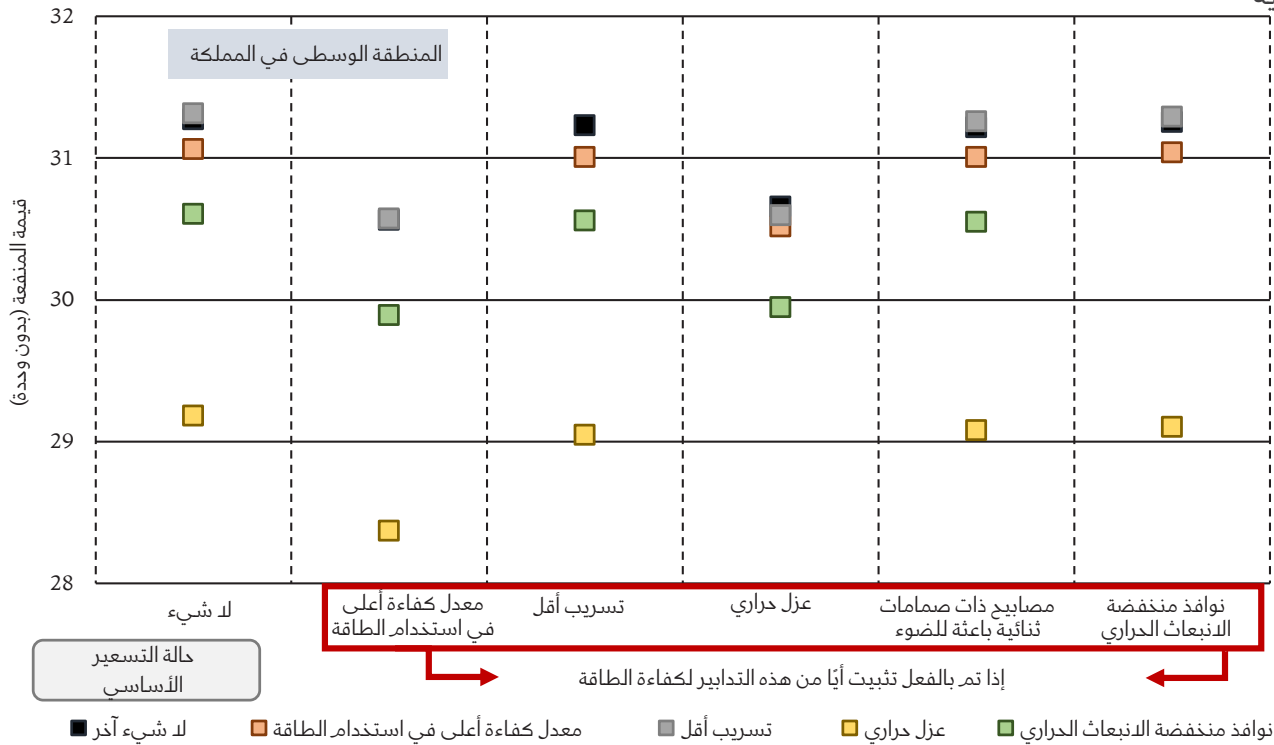 32
31
30
29
28
المنطقة الوسطى في المملكة
قيمة المنفعة (بدون وحدة)
لا شيء
معدل كفاءة أعلى
في استخدام الطاقة
تسريب أقل
عزل حراري
مصابيح ذات صمامات
ثنائية باعثة للضوء
نوافذ منخفضة
الانبعاث الحراري
حالة التسعير
الأساسي
إذا تم بالفعل تثبيت أيًا من هذه التدابير لكفاءة الطاقة
لا شيء آخر
معدل كفاءة أعلى في استخدام الطاقة
تسريب أقل
عزل حراري
نوافذ منخفضة الانبعاث الحراري